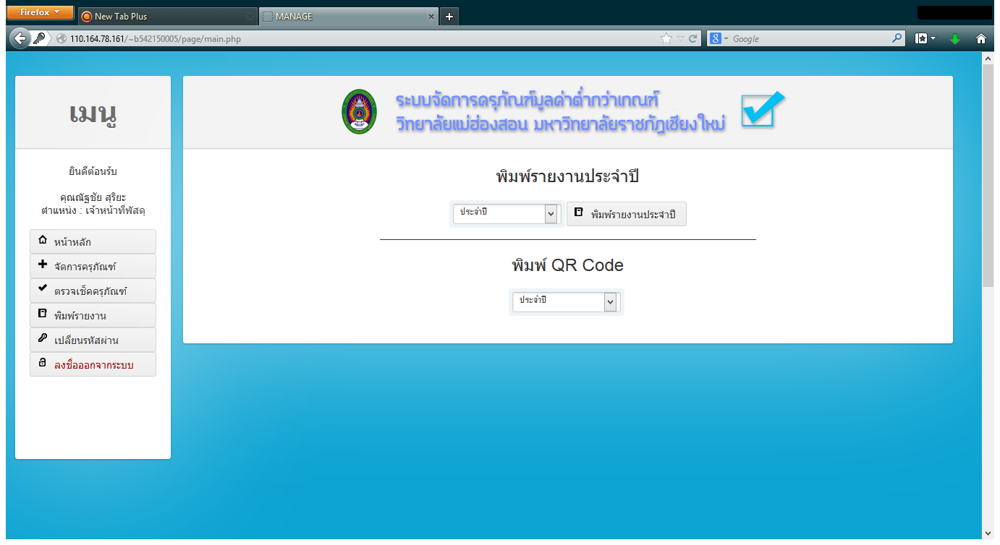 Firefox
New Tab Plus
MANAGE
110.164.78.161/~b542150005/page/main.php
Google
เมนู
ยินดีต้อนรับ
คุณณัฐชัย สุริยะ
ตำแหน่ง : เจ้าหน้าที่พัสดุ
หน้าหลัก
จัดการครุภัณฑ์
ตรวจเช็คครุภัณฑ์
พิมพ์รายงาน
เปลี่ยนรหัสผ่าน
ลงชื่อออกจากระบบ
ระบบจัดการครุภัณฑ์มูลค่าต่ำกว่าเกณฑ์
วิทยาลัยแม่ฮ่องสอน มหาวิทยาลัยราชภัฏเชียงใหม่
พิมพ์รายงานประจำปี
ประจำปี
พิมพ์รายงานประจำปี
พิมพ์ QR Code
ประจำปี